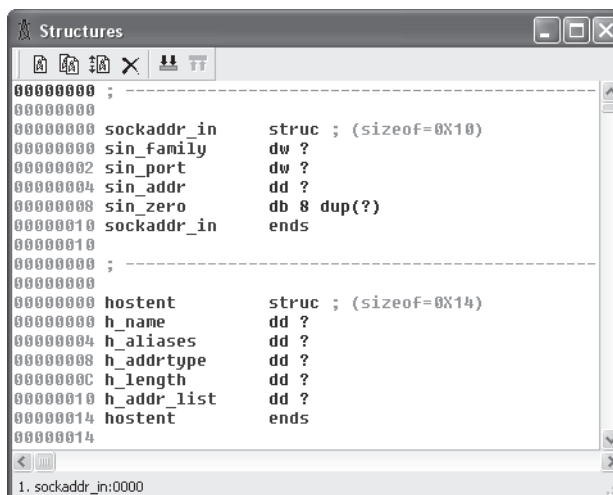 Structures
00000000 ; ------------------------------------------------
00000000
00000000 sockaddr_in struc ; (sizeof=0X10)
00000000 sin_family dw ?
00000002 sin_port dw ?
00000004 sin_addr dd ?
00000008 sin_zero db 8 dup(?)
00000010 sockaddr_in ends
00000010
00000000 ; ------------------------------------------------
00000000
00000000 hostent struc ; (sizeof=0X14)
00000000 h_name dd ?
00000004 h_aliases dd ?
00000008 h_addrtype dd ?
0000000C h_length dd ?
00000010 h_addr_list dd ?
00000014 hostent ends
00000014
1. sockaddr_in:0000